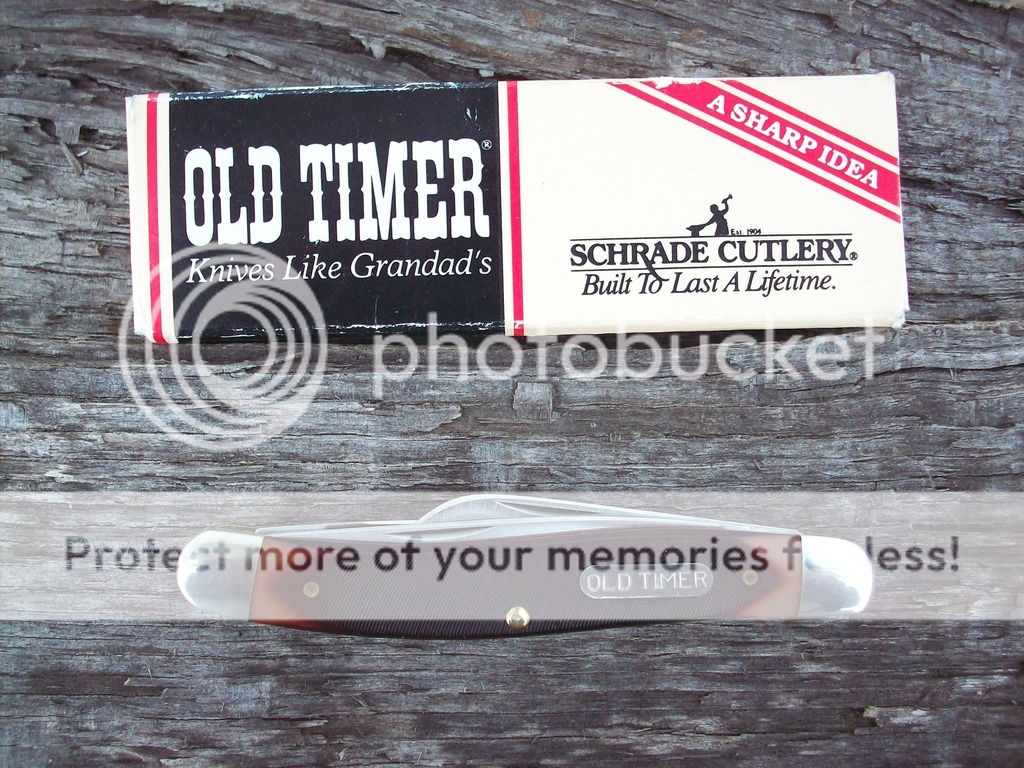 OLD TIMER®
Knives Like Grandad's
A SHARP IDEA
Est. 1904
SCHRADE CUTLERY®
Built To Last A Lifetime.
photobucket
Protect more of your memories for less!
OLD TIMER